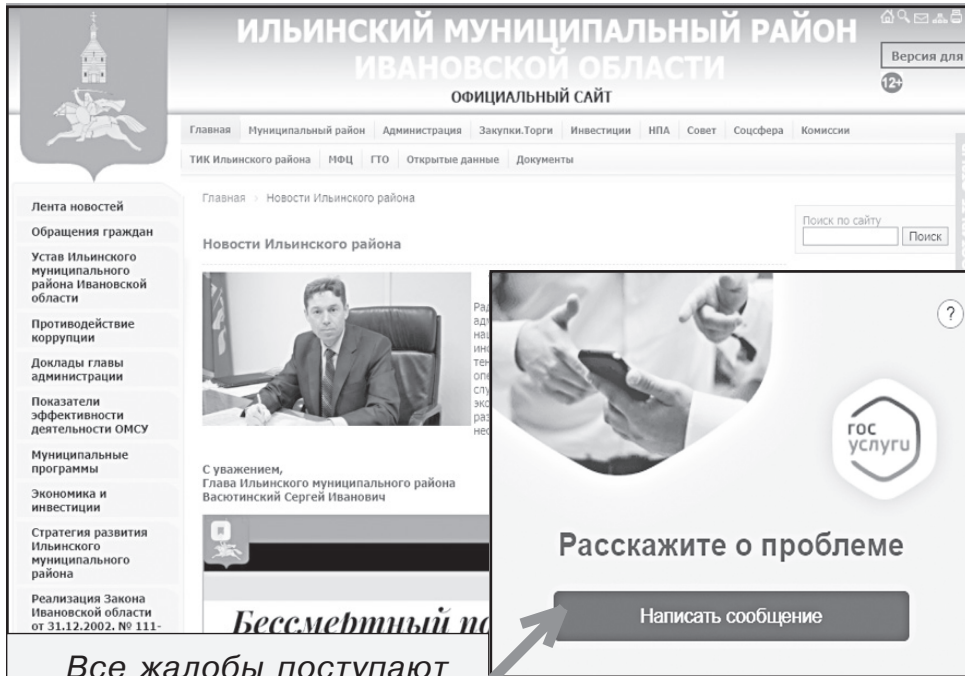 ИЛЬИНСКИЙ МУНИЦИПАЛЬНЫЙ РАЙОН
ИВАНОВСКОЙ ОБЛАСТИ
ОФИЦИАЛЬНЫЙ САЙТ
Версия для
12+
Главная Муниципальный район Администрация Закупки.Торги Инвестиции НПА Совет Соцсфера Комиссии
ТИК Ильинского района МФЦ ГТО Открытые данные Документы
Лента новостей
Обращения граждан
Устав Ильинского
муниципального
района Ивановской
области
Противодействие
коррупции
Доклады главы
администрации
Показатели
эффективности
деятельности ОМСУ
Муниципальные
программы
Экономика и
инвестиции
Стратегия развития
Ильинского
муниципального
района
Реализация Закона
Ивановской области
от 31.12.2002. № 111-
Главная > Новости Ильинского района
Поиск по сайту
Поиск
Новости Ильинского района
С уважением,
Глава Ильинского муниципального района
Васютинский Сергей Иванович
Бессмертный по
?
гос
услуги
Расскажите о проблеме
Написать сообщение
Все жалобы поступают